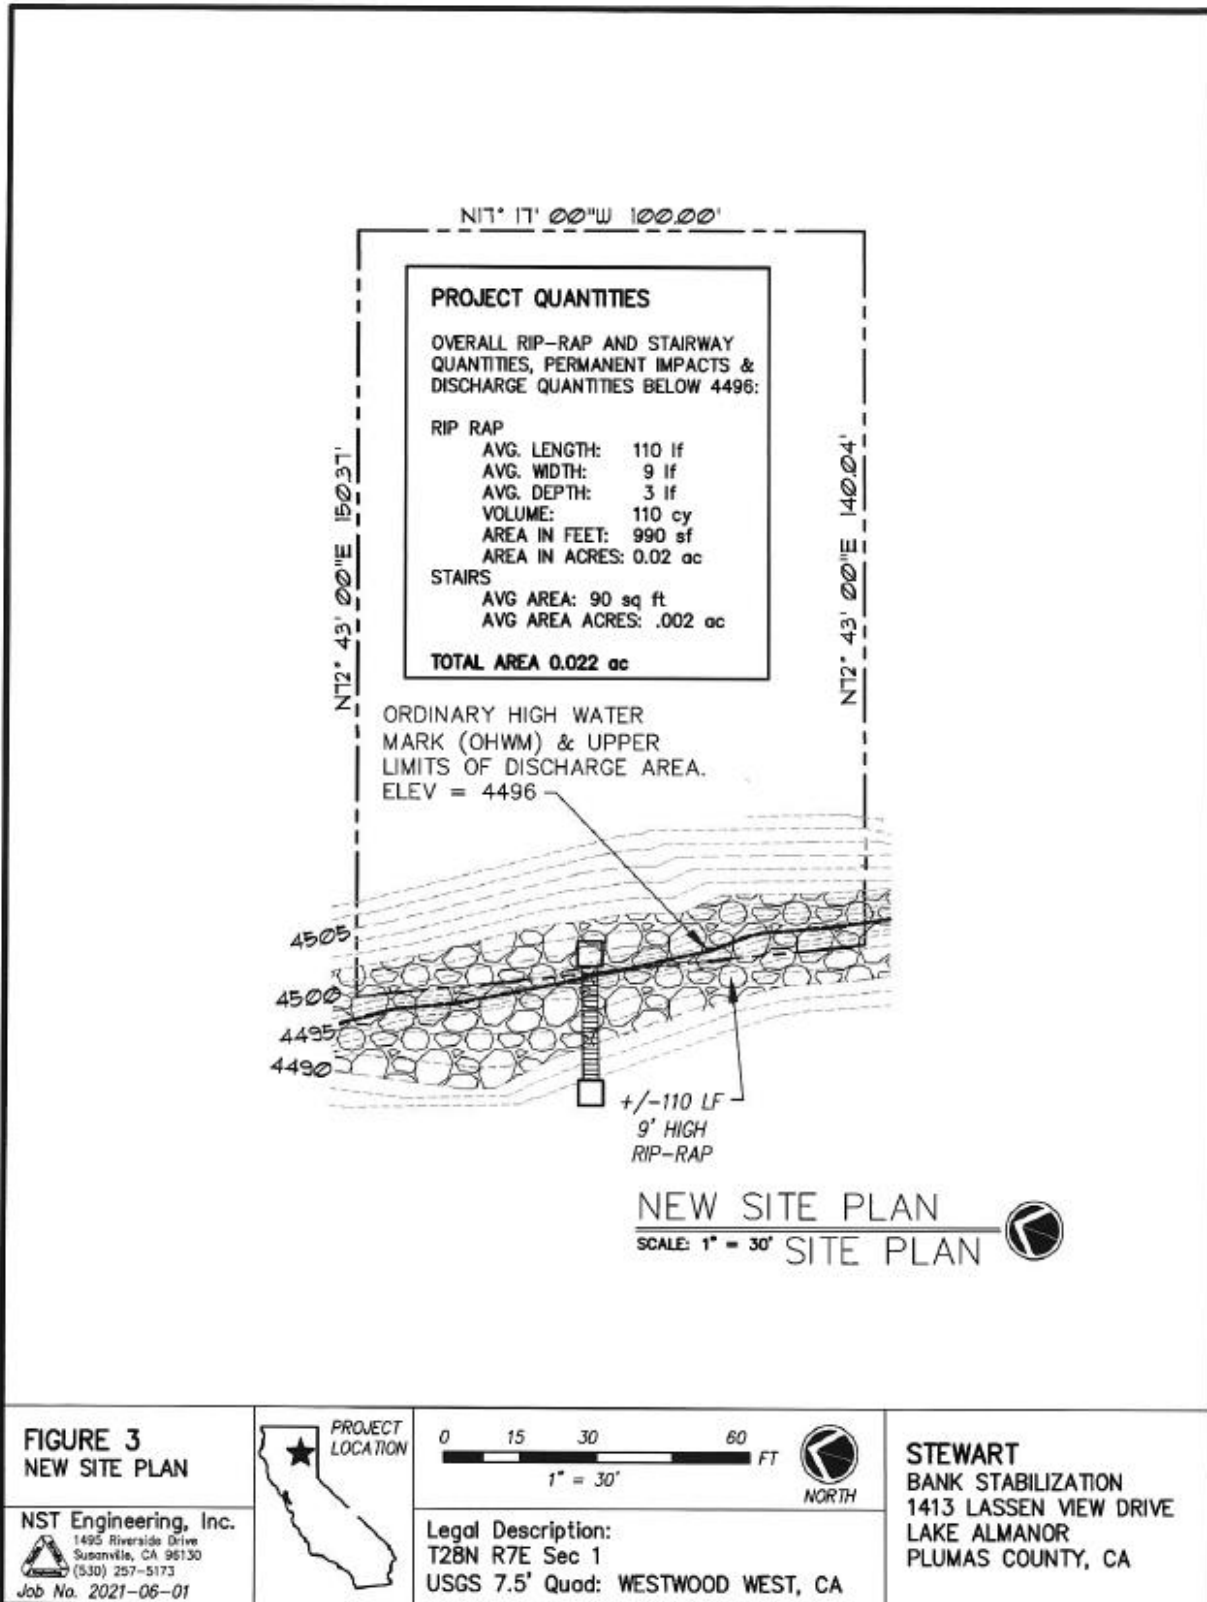 N17° 17' 00"W 100.00'
PROJECT QUANTITIES
OVERALL RIP-RAP AND STAIRWAY
QUANTITIES, PERMANENT IMPACTS &
DISCHARGE QUANTITIES BELOW 4496:
RIP RAP
AVG. LENGTH: 110 lf
AVG. WIDTH: 9 lf
AVG. DEPTH: 3 lf
VOLUME: 110 cy
AREA IN FEET: 990 sf
AREA IN ACRES: 0.02 ac
STAIRS
AVG AREA: 90 sq ft
AVG AREA ACRES: .002 ac
TOTAL AREA 0.022 ac
N72° 43' 00"E 150.37'
N72° 43' 00"E 140.04'
ORDINARY HIGH WATER
MARK (OHWM) & UPPER
LIMITS OF DISCHARGE AREA.
ELEV = 4496
4505
4500
4495
4490
+/-110 LF
9' HIGH
RIP-RAP
NEW SITE PLAN
SCALE: 1" = 30' SITE PLAN
FIGURE 3
NEW SITE PLAN
NST Engineering, Inc.
1495 Riverside Drive
Susanville, CA 96130
(530) 257-5173
Job No. 2021-06-01
PROJECT
LOCATION
0 15 30 60 FT
1" = 30'
NORTH
Legal Description:
T28N R7E Sec 1
USGS 7.5' Quad: WESTWOOD WEST, CA
STEWART
BANK STABILIZATION
1413 LASSEN VIEW DRIVE
LAKE ALMANOR
PLUMAS COUNTY, CA